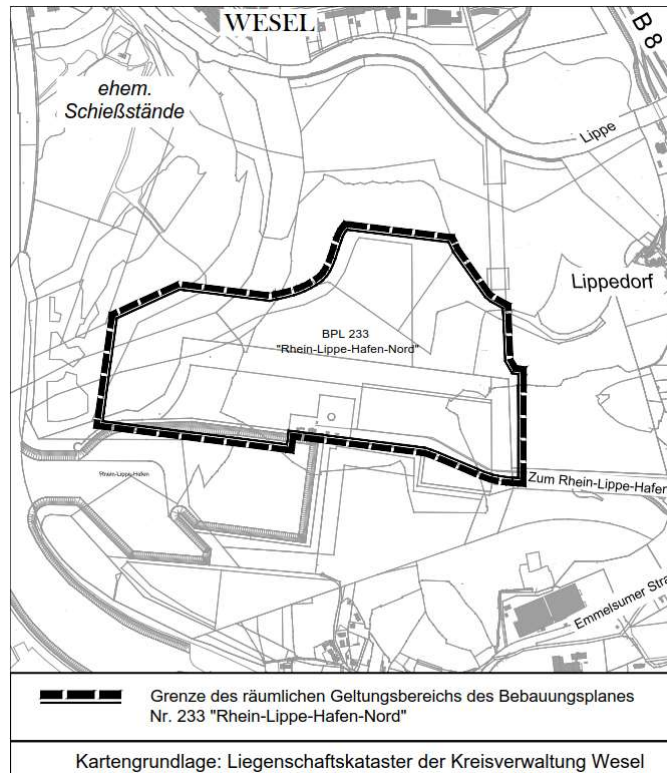 WESEL
B 8
ehem.
Schießstände
Lippe
Lippedorf
BPL 233
"Rhein-Lippe-Hafen-Nord"
Rhein-Lippe-Hafen
Zum Rhein-Lippe-Hafen
Emmelsumer Stra
Grenze des räumlichen Geltungsbereichs des Bebauungsplanes
Nr. 233 "Rhein-Lippe-Hafen-Nord"
Kartengrundlage: Liegenschaftskataster der Kreisverwaltung Wesel